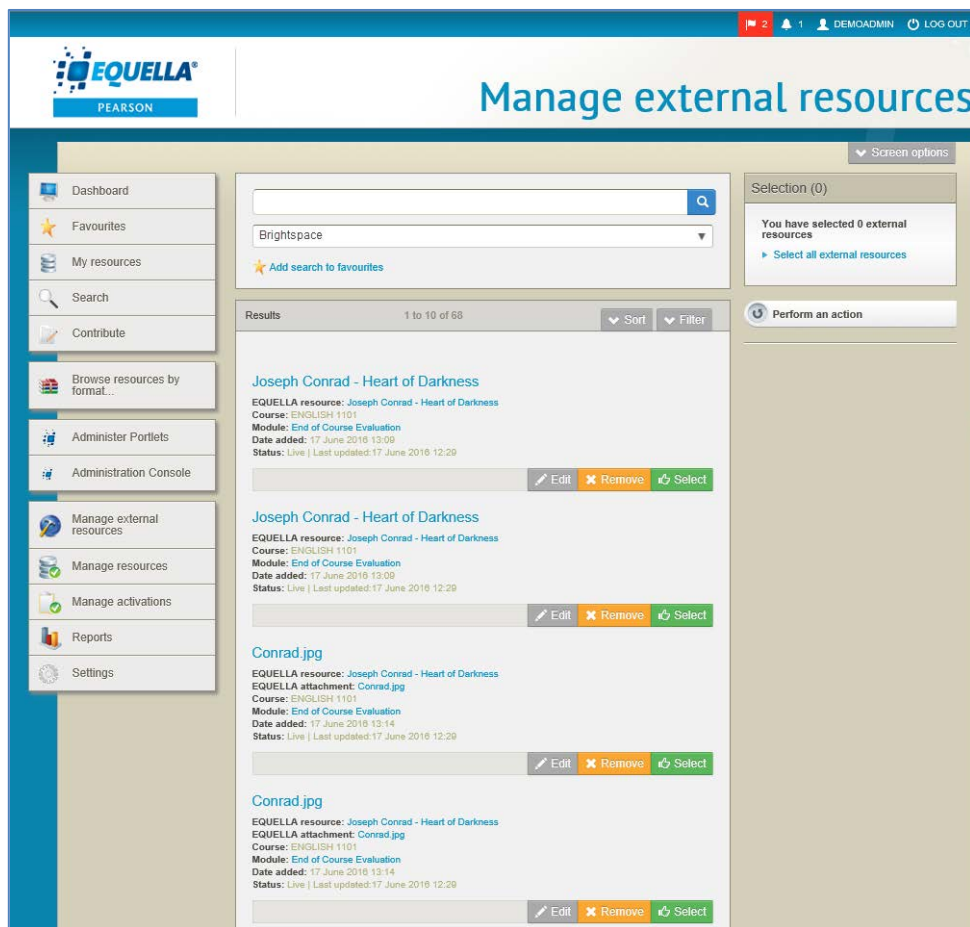 2 1 DEMOADMIN LOG OUT
EQUELLA®
PEARSON
Manage external resources
Screen options
Dashboard
Favourites
My resources
Search
Contribute
Browse resources by
format...
Administer Portlets
Administration Console
Manage external
resources
Manage resources
Manage activations
Reports
Settings
Brightspace
Add search to favourites
Results 1 to 10 of 68 Sort Filter
Joseph Conrad - Heart of Darkness
EQUELLA resource: Joseph Conrad - Heart of Darkness
Course: ENGLISH 1101
Module: End of Course Evaluation
Date added: 17 June 2016 13:09
Status: Live | Last updated:17 June 2016 12:29
Edit Remove Select
Joseph Conrad - Heart of Darkness
EQUELLA resource: Joseph Conrad - Heart of Darkness
Course: ENGLISH 1101
Module: End of Course Evaluation
Date added: 17 June 2016 13:09
Status: Live | Last updated:17 June 2016 12:29
Edit Remove Select
Conrad.jpg
EQUELLA resource: Joseph Conrad - Heart of Darkness
EQUELLA attachment: Conrad.jpg
Course: ENGLISH 1101
Module: End of Course Evaluation
Date added: 17 June 2016 13:14
Status: Live | Last updated:17 June 2016 12:29
Edit Remove Select
Conrad.jpg
EQUELLA resource: Joseph Conrad - Heart of Darkness
EQUELLA attachment: Conrad.jpg
Course: ENGLISH 1101
Module: End of Course Evaluation
Date added: 17 June 2016 13:14
Status: Live | Last updated:17 June 2016 12:29
Edit Remove Select
Selection (0)
You have selected 0 external
resources
Select all external resources
Perform an action